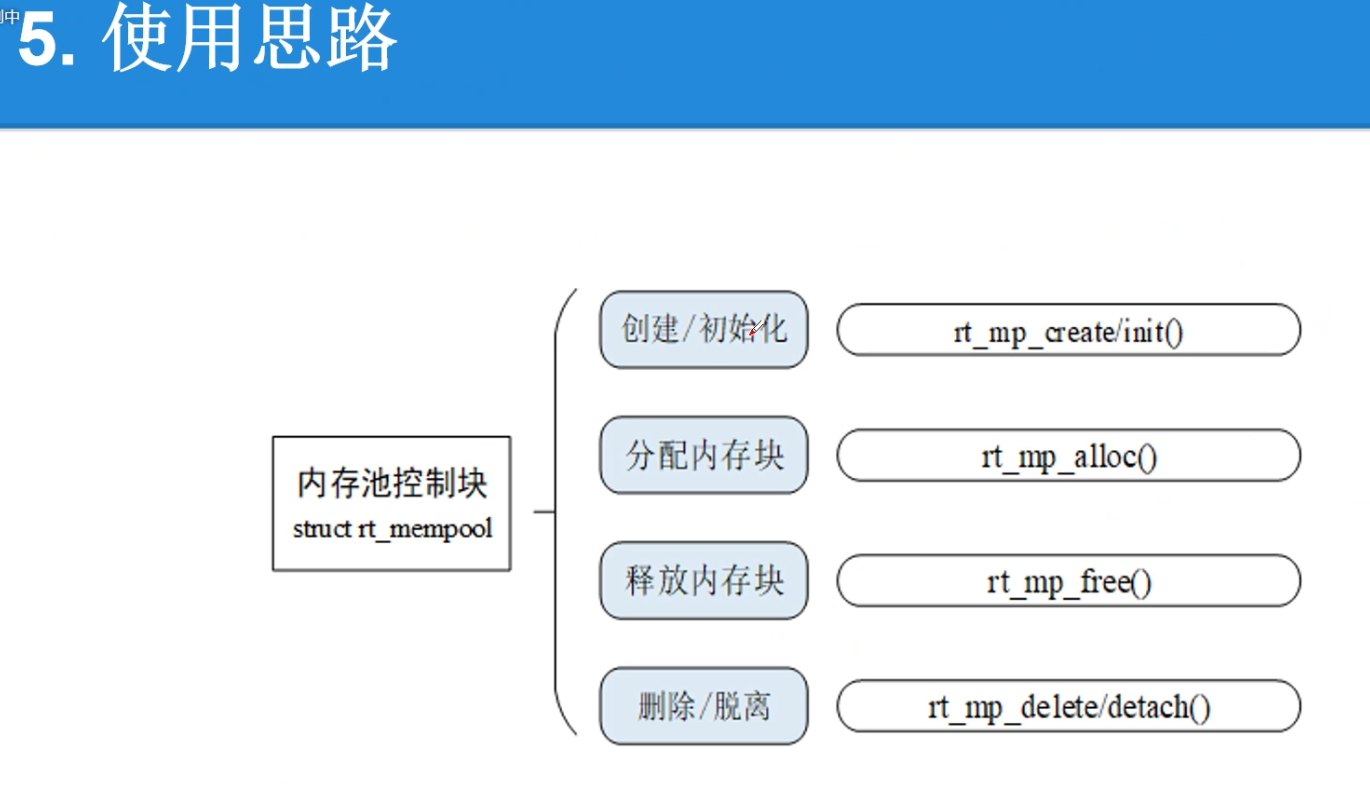 5. 使用思路
创建/初始化
rt_mp_create/init()
分配内存块
rt_mp_alloc()
内存池控制块
struct rt_mempool
释放内存块
rt_mp_free()
删除/脱离
rt_mp_delete/detach()